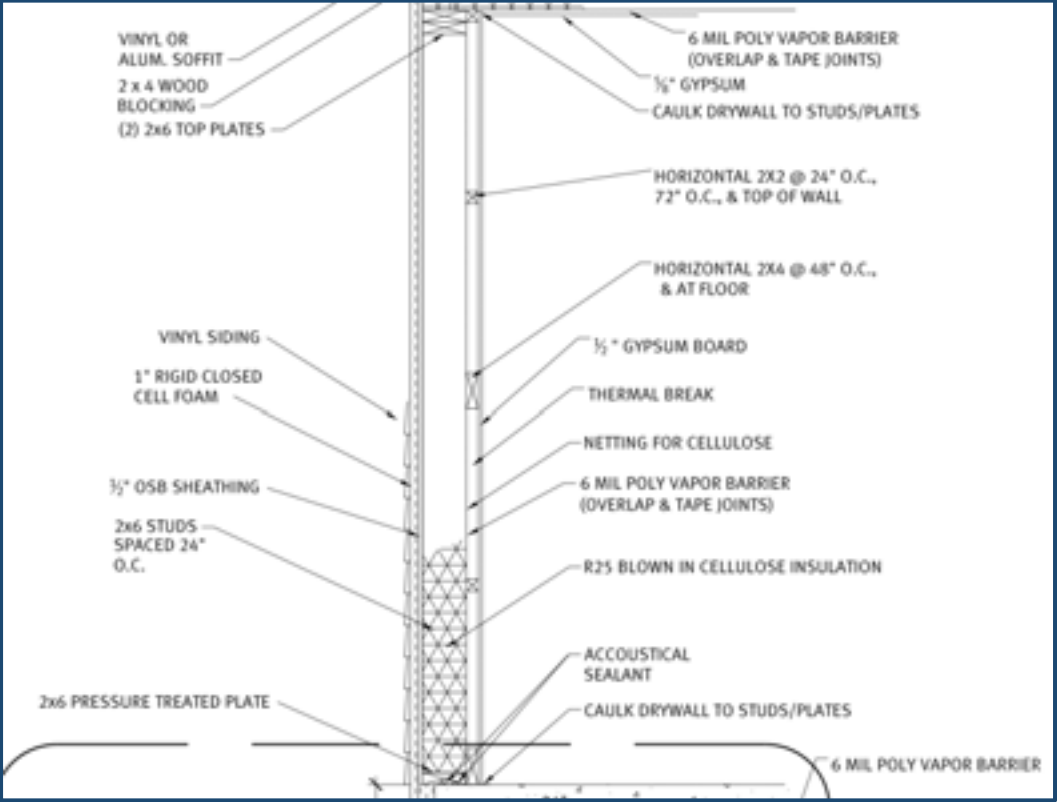 VINYL OR
ALUM. SOFFIT
2 x 4 WOOD
BLOCKING
(2) 2x6 TOP PLATES
6 MIL POLY VAPOR BARRIER
(OVERLAP & TAPE JOINTS)
⅝" GYPSUM
CAULK DRYWALL TO STUDS/PLATES
HORIZONTAL 2X2 @ 24" O.C.,
72" O.C., & TOP OF WALL
HORIZONTAL 2X4 @ 48" O.C.,
& AT FLOOR
VINYL SIDING
1" RIGID CLOSED
CELL FOAM
½" OSB SHEATHING
2x6 STUDS
SPACED 24"
O.C.
2x6 PRESSURE TREATED PLATE
½ " GYPSUM BOARD
THERMAL BREAK
NETTING FOR CELLULOSE
6 MIL POLY VAPOR BARRIER
(OVERLAP & TAPE JOINTS)
R25 BLOWN IN CELLULOSE INSULATION
ACCOUSTICAL
SEALANT
CAULK DRYWALL TO STUDS/PLATES
6 MIL POLY VAPOR BARRIER